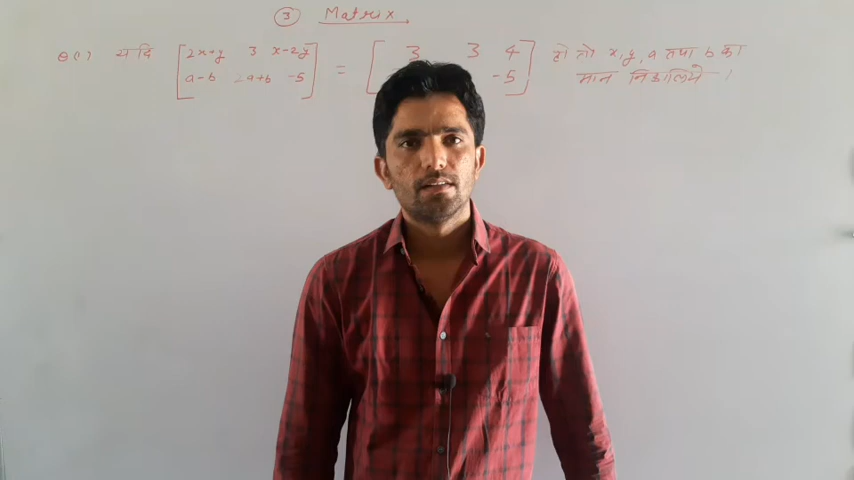 ③ Matrix
Q(1) यदि [2x+y 3 x-2y = [3 3 4 हो तो x,y, a तथा b का
a-b 2a+b -5] -5] मान निकालिये ।